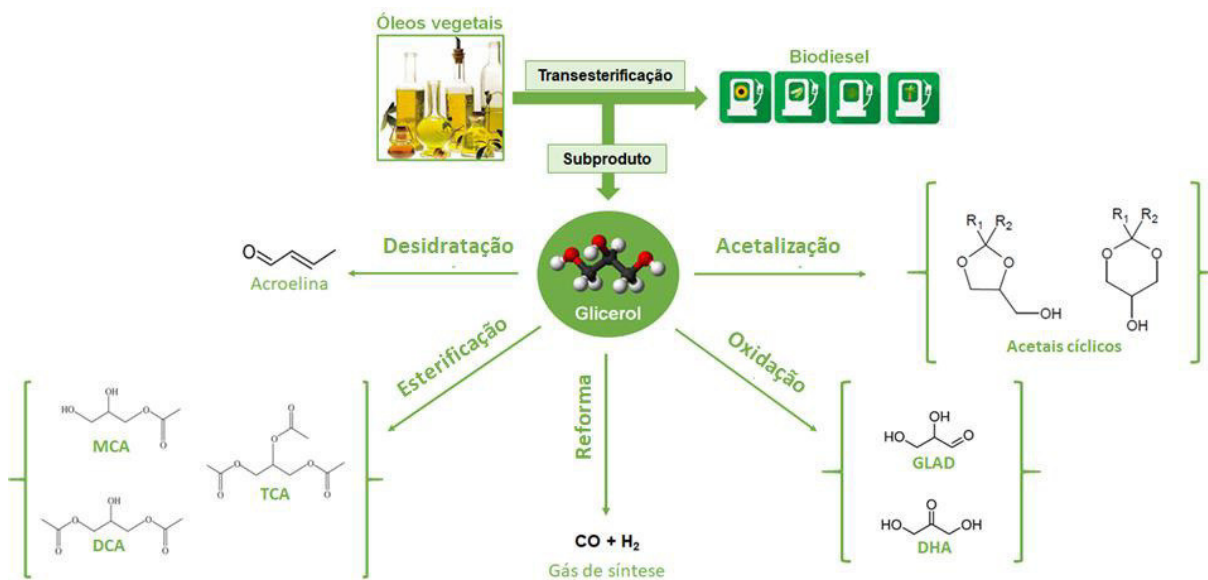 Óleos vegetais
Transesterificação
Biodiesel
Subproduto
Desidratação
Acetalização
Acroelina
O
Glicerol
R1 R2
O O
OH
R1 R2
O O
OH
Acetais cíclicos
Esterificação
Reforma
Oxidação
OH
HO O
O
MCA
O
O
O O
O O
TCA
OH
O O
O O
DCA
OH
HO O
GLAD
O
HO OH
DHA
CO + H2
Gás de síntese